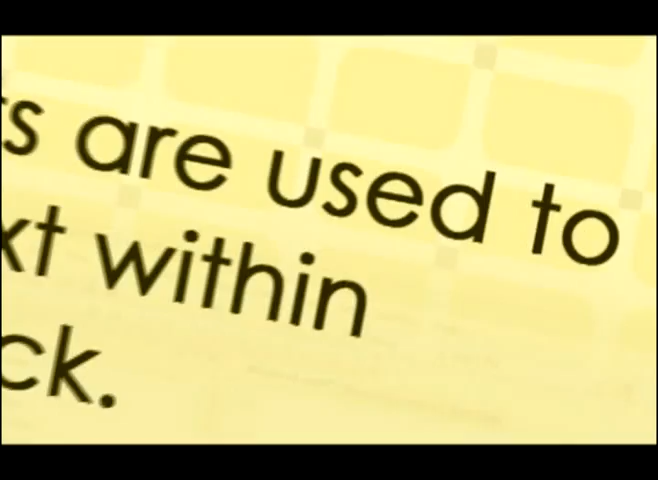 s are used to
xt within
ck.